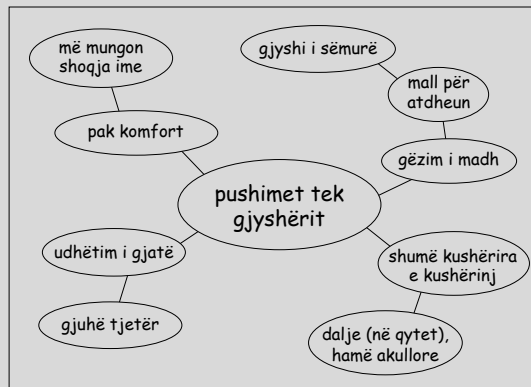 më mungon
shoqja ime
pak komfort
gjyshi i sëmurë
mall për
atdheun
gëzim i madh
pushimet tek
gjyshërit
udhëtim i gjatë
gjuhë tjetër
shumë kushërira
e kushërinj
dalje (në qytet),
hamë akullore